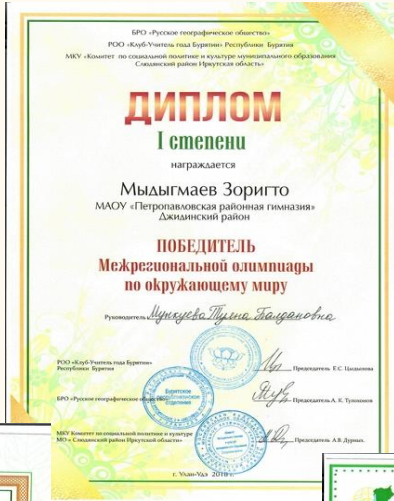 БРО «Русское географическое общество»
РОО «Клуб-Учитель года Бурятии» Республики Бурятия
МКУ «Комитет по социальной политике и культуре муниципального образования
Слюдянский район Иркутской области»
ДИПЛОМ
I степени
награждается
Мыдыгмаев Зоригто
МАОУ «Петропавловская районная гимназия»
Джидинский район
ПОБЕДИТЕЛЬ
Межрегиональной олимпиады
по окружающему миру
Руководитель Мункуева Туяна Балдановна
РОО «Клуб-Учитель года Бурятии»
Республики Бурятия
Председатель Е.С. Цыдыпова
БРО «Русское географическое общество»
Председатель А. К. Тулохонов
МКУ Комитет по социальной политике и культуре
МО « Слюдянский район Иркутской области»
Председатель А.В. Дурных
г. Улан-Удэ